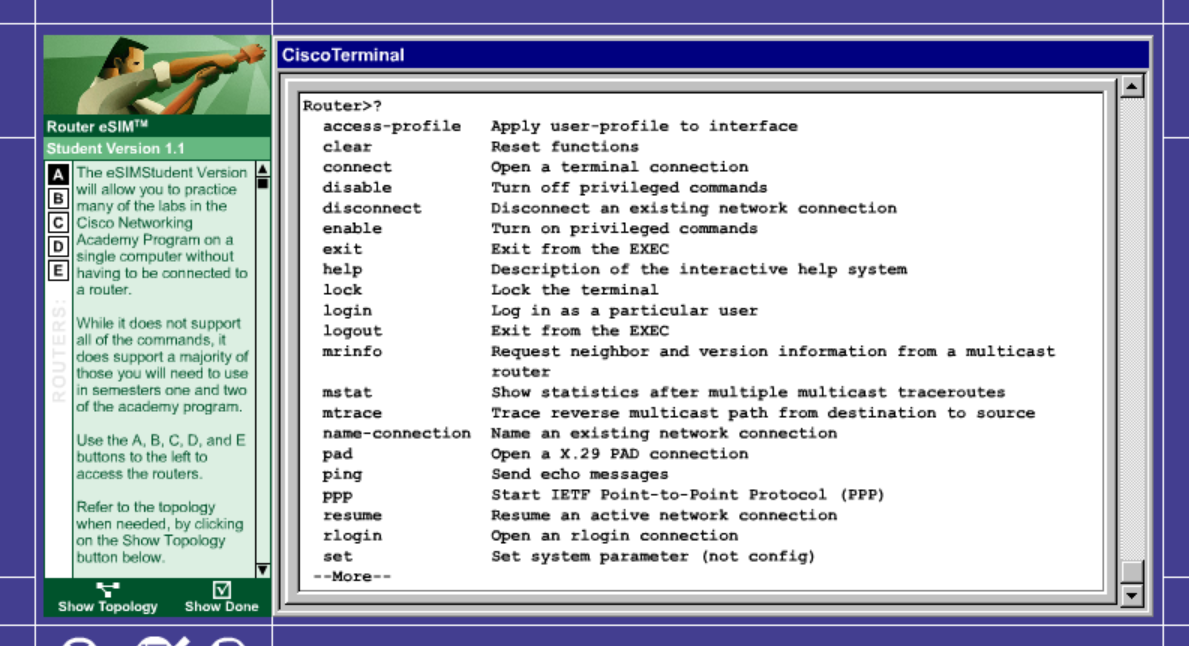 Router eSIM™
Student Version 1.1
A
B
C
D
E
ROUTERS:
The eSIMStudent Version
will allow you to practice
many of the labs in the
Cisco Networking
Academy Program on a
single computer without
having to be connected to
a router.
While it does not support
all of the commands, it
does support a majority of
those you will need to use
in semesters one and two
of the academy program.
Use the A, B, C, D, and E
buttons to the left to
access the routers.
Refer to the topology
when needed, by clicking
on the Show Topology
button below.
Show Topology Show Done
CiscoTerminal
Router>?
access-profile Apply user-profile to interface
clear Reset functions
connect Open a terminal connection
disable Turn off privileged commands
disconnect Disconnect an existing network connection
enable Turn on privileged commands
exit Exit from the EXEC
help Description of the interactive help system
lock Lock the terminal
login Log in as a particular user
logout Exit from the EXEC
mrinfo Request neighbor and version information from a multicast
router
mstat Show statistics after multiple multicast traceroutes
mtrace Trace reverse multicast path from destination to source
name-connection Name an existing network connection
pad Open a X.29 PAD connection
ping Send echo messages
ppp Start IETF Point-to-Point Protocol (PPP)
resume Resume an active network connection
rlogin Open an rlogin connection
set Set system parameter (not config)
--More--